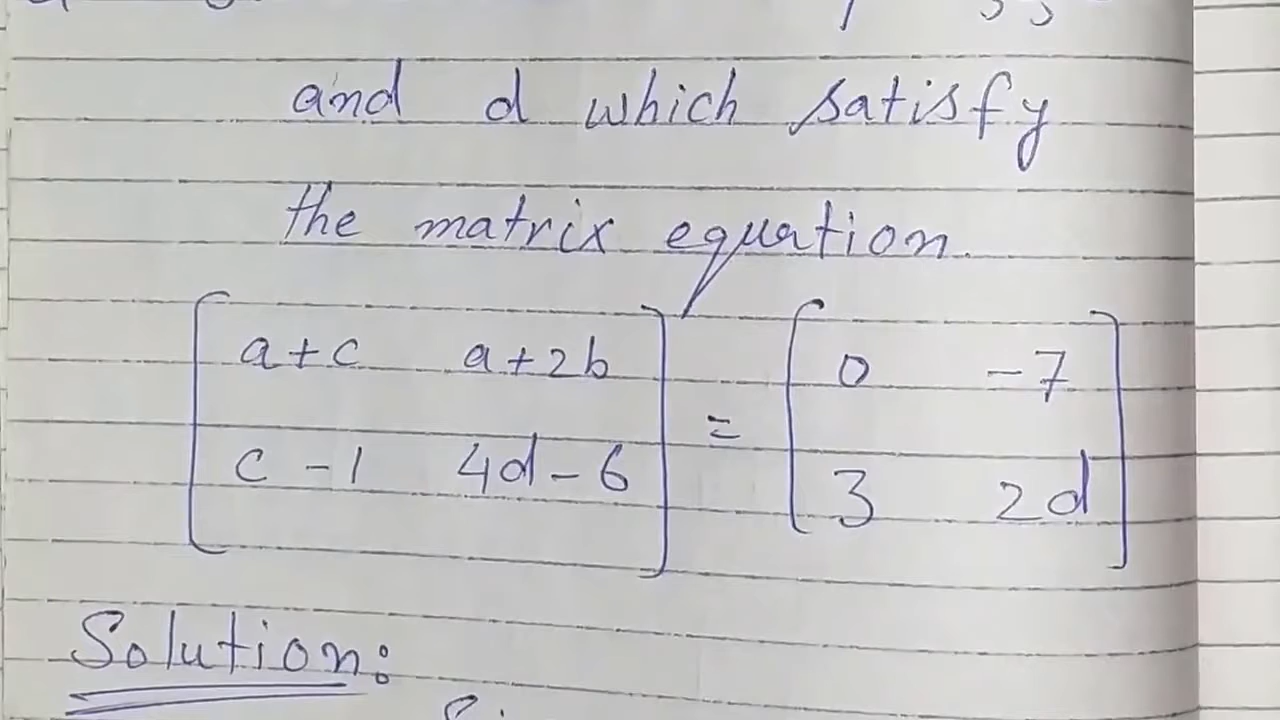 and d which satisfy
the matrix equation.
[a+c a+2b] = [0 -7]
[c-1 4d-6] [3 2d]
Solution: